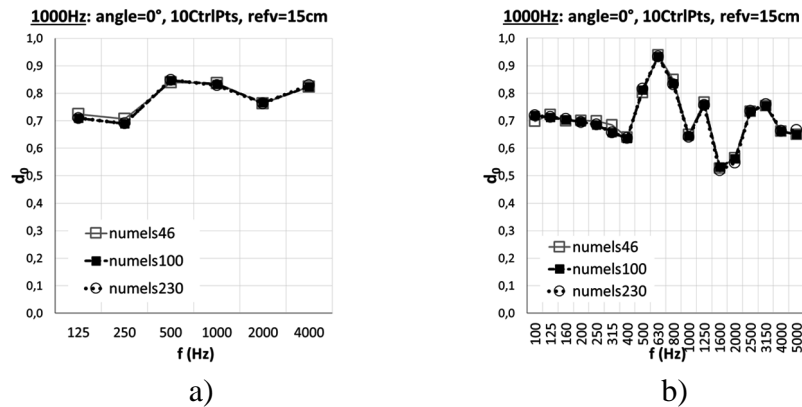 1000Hz: angle=0°, 10CtrlPts, refv=15cm
1,0
0,9
0,8
0,7
0,6
0,5
0,4
0,3
0,2
0,1
0,0
d0
numels46
numels100
numels230
125 250 500 1000 2000 4000
f (Hz)
a)
1000Hz: angle=0°, 10CtrlPts, refv=15cm
1,0
0,9
0,8
0,7
0,6
0,5
0,4
0,3
0,2
0,1
0,0
d0
numels46
numels100
numels230
100 125 160 200 250 315 400 500 630 800 1000 1250 1600 2000 2500 3150 4000 5000
f (Hz)
b)